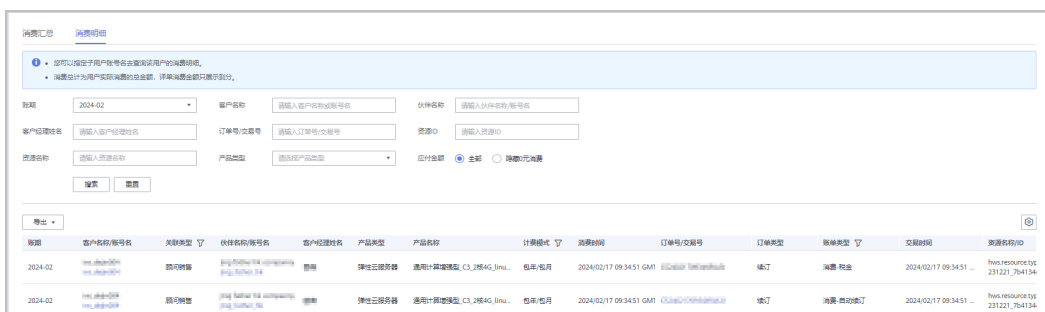 消费汇总 消费明细
• 您可以指定子用户账号名去查询该用户的消费明细。
• 消费总计为用户实际消费的总金额，详单消费金额只展示到分。
账期 2024-02 客户名称 请输入客户名称或账号名 伙伴名称 请输入伙伴名称/账号名
客户经理姓名 请输入客户经理姓名 订单号/交易号 请输入订单号/交易号 资源ID 请输入资源ID
资源名称 请输入资源名称 产品类型 请选择产品类型 应付金额 全部 隐藏0元消费
搜索 重置
导出
账期 客户名称/账号名 关联类型 伙伴名称/账号名 客户经理姓名 产品类型 产品名称 计费模式 消费时间 订单号/交易号 订单类型 账单类型 交易时间 资源名称/ID
2024-02 顾问销售 弹性云服务器 通用计算增强型_C3_2核4G_linu... 包年/包月 2024/02/17 09:34:51 GMT 续订 消费-税金 2024/02/17 09:34:51 ... hws.resource.typ
231221_7b4134
2024-02 顾问销售 弹性云服务器 通用计算增强型_C3_2核4G_linu... 包年/包月 2024/02/17 09:34:51 GMT 续订 消费-自动续订 2024/02/17 09:34:51 ... hws.resource.typ
231221_7b4134